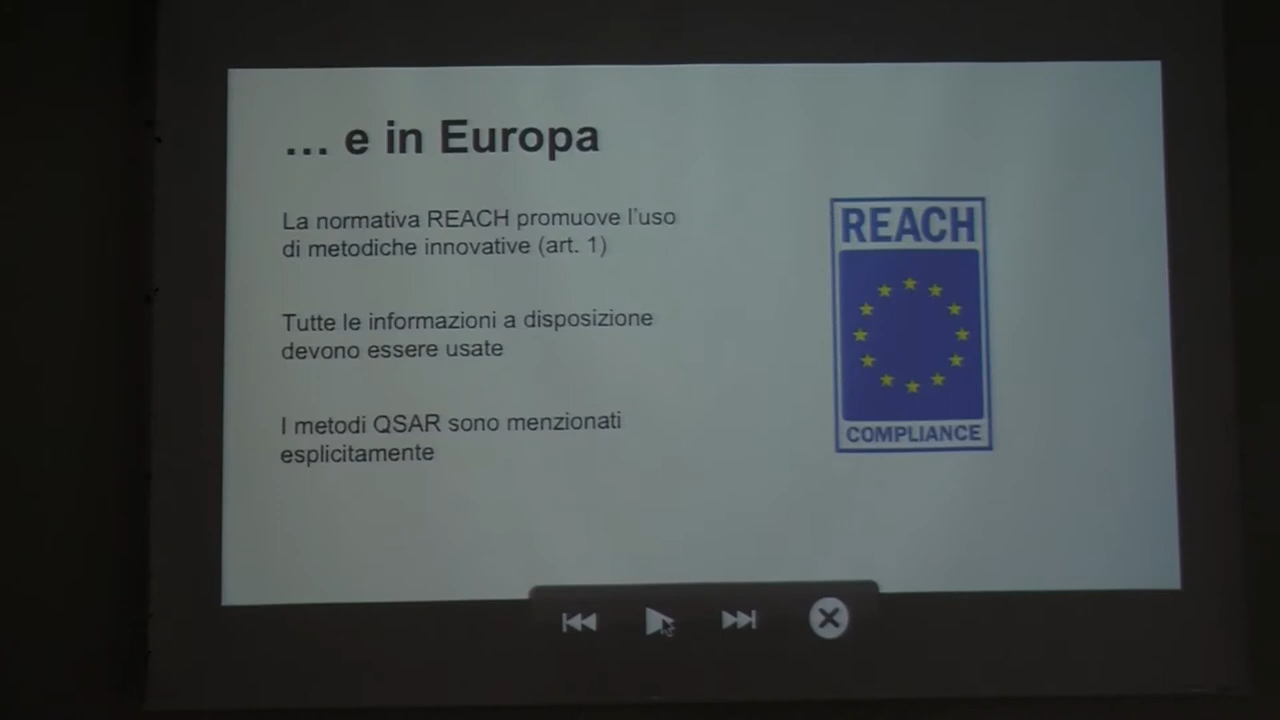 … e in Europa
La normativa REACH promuove l'uso
di metodiche innovative (art. 1)
Tutte le informazioni a disposizione
devono essere usate
I metodi QSAR sono menzionati
esplicitamente
REACH
COMPLIANCE